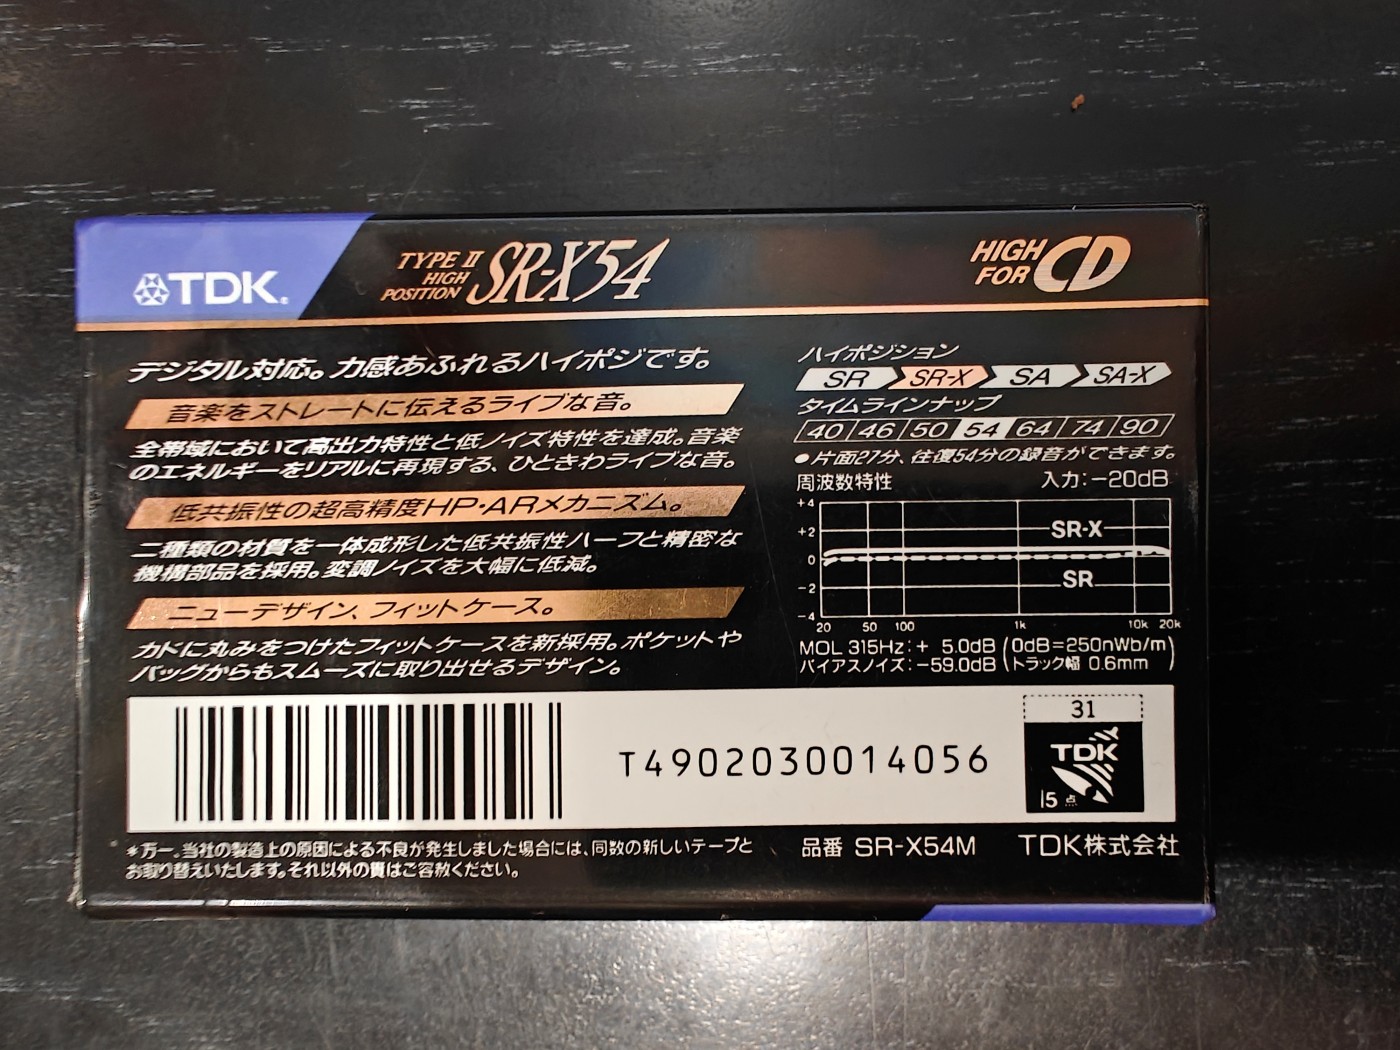 TDK.
TYPE II
HIGH
POSITION
SR-X54
HIGH
FOR
CD
デジタル対応。力感あふれるハイポジです。
音楽をストレートに伝えるライブな音。
全帯域において高出力特性と低ノイズ特性を達成。音楽
のエネルギーをリアルに再現する、ひときわライブな音。
低共振性の超高精度HP・ARメカニズム。
二種類の材質を一体成形した低共振性ハーフと精密な
機構部品を採用。変調ノイズを大幅に低減。
ニューデザイン、フィットケース。
カドに丸みをつけたフィットケースを新採用。ポケットや
バッグからもスムーズに取り出せるデザイン。
ハイポジション
SR SR-X SA SA-X
タイムラインナップ
40 46 50 54 64 74 90
●片面27分、往復54分の録音ができます。
周波数特性 入力:−20dB
+4
+2
0
−2
−4
SR-X
SR
20 50 100 1k 10k 20k
MOL 315Hz:+ 5.0dB (0dB=250nWb/m)
バイアスノイズ:−59.0dB (トラック幅 0.6mm)
T4902030014056
31
TDK
5点
*万一、当社の製造上の原因による不良が発生しました場合には、同数の新しいテープと
お取り替えいたします。それ以外の責はご容赦ください。
品番 SR-X54M TDK株式会社